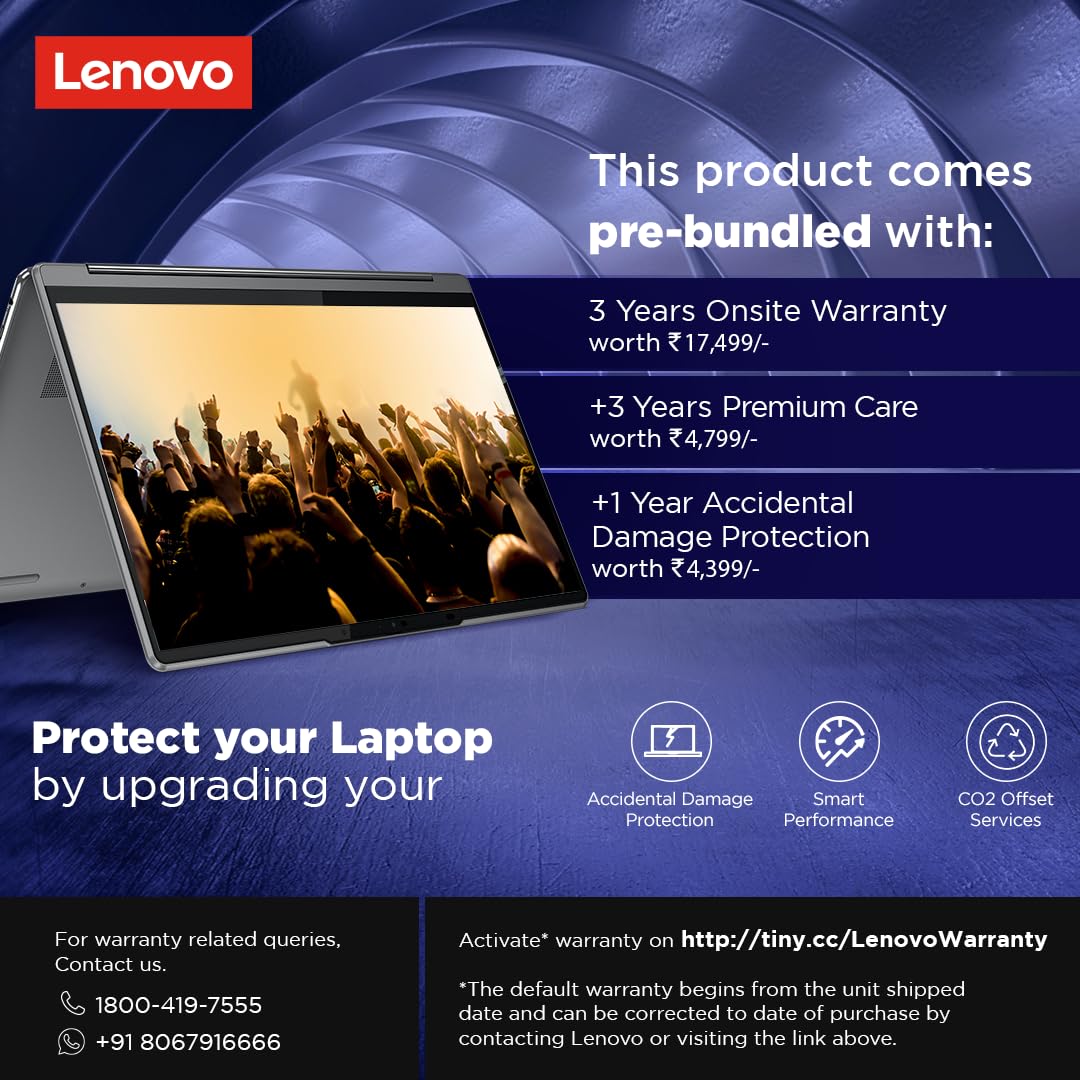 Lenovo
This product comes
pre-bundled with:
3 Years Onsite Warranty
worth ₹17,499/-
+3 Years Premium Care
worth ₹4,799/-
+1 Year Accidental
Damage Protection
worth ₹4,399/-
Protect your Laptop
by upgrading your
Accidental Damage
Protection
Smart
Performance
CO2 Offset
Services
For warranty related queries,
Contact us.
1800-419-7555
+91 8067916666
Activate* warranty on http://tiny.cc/LenovoWarranty
*The default warranty begins from the unit shipped
date and can be corrected to date of purchase by
contacting Lenovo or visiting the link above.